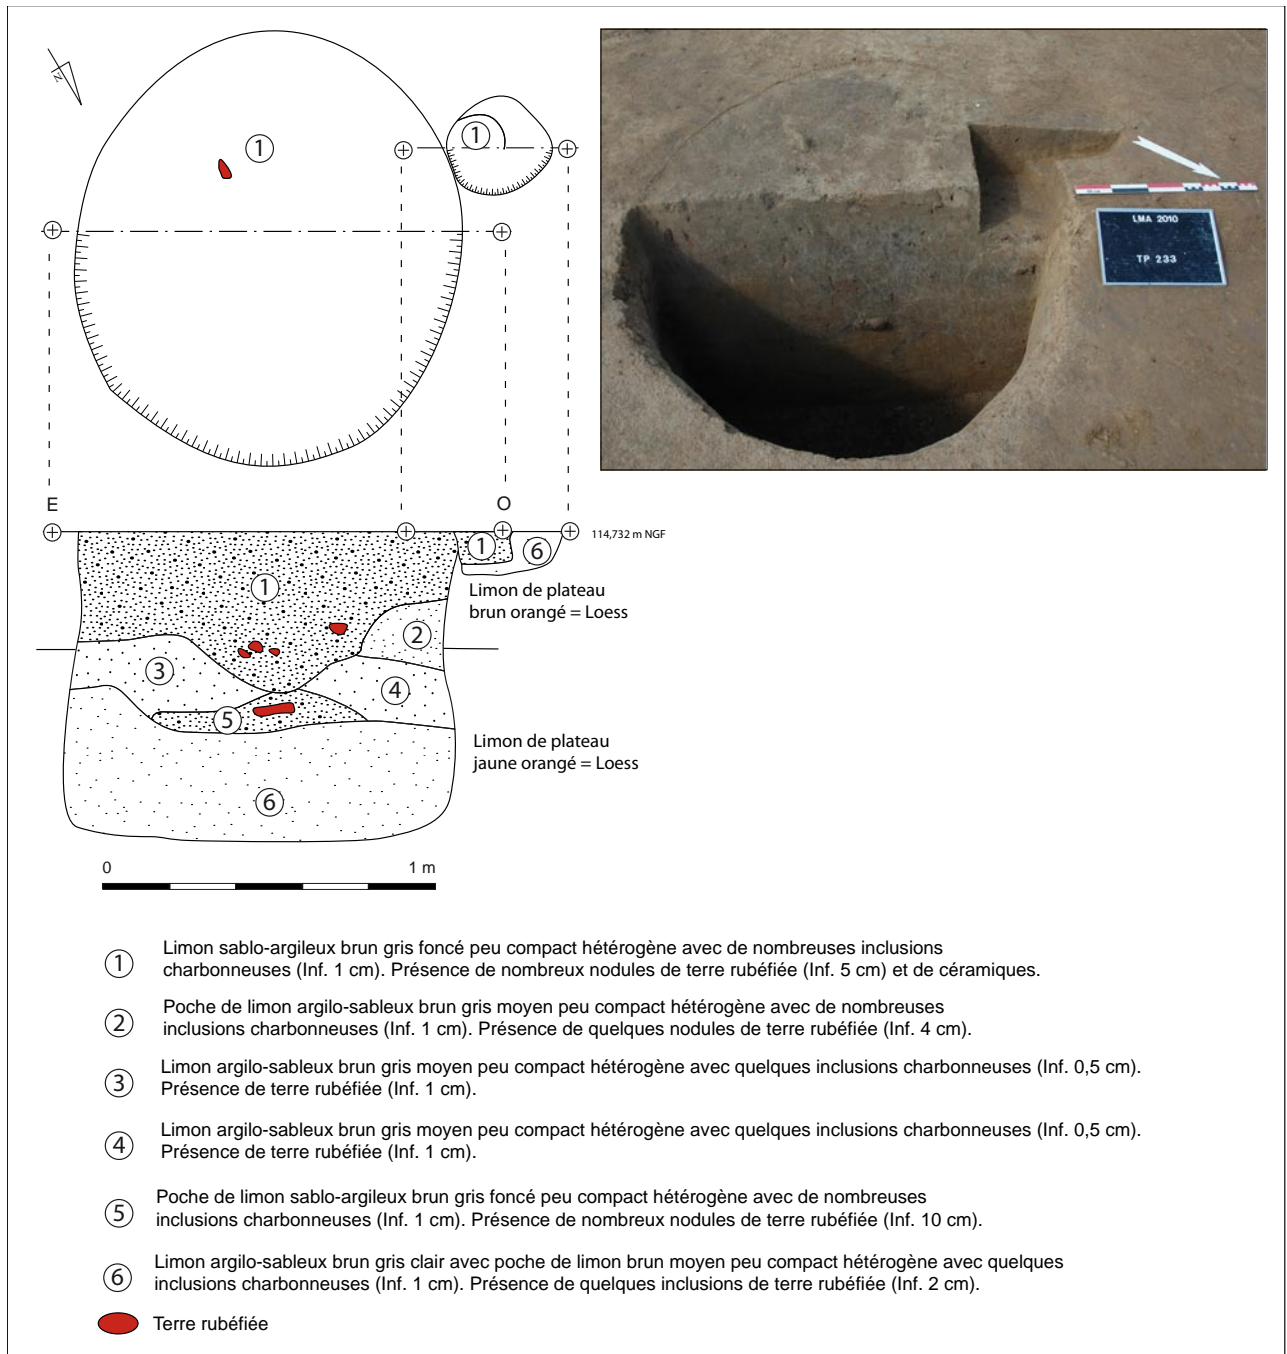 N
1
1
LMA 2010
TP 233
E
O
114,732 m NGF
1
6
1
Limon de plateau
brun orangé = Loess
2
3
4
5
Limon de plateau
jaune orangé = Loess
6
0 1 m
1 Limon sablo-argileux brun gris foncé peu compact hétérogène avec de nombreuses inclusions
charbonneuses (Inf. 1 cm). Présence de nombreux nodules de terre rubéfiée (Inf. 5 cm) et de céramiques.
2 Poche de limon argilo-sableux brun gris moyen peu compact hétérogène avec de nombreuses
inclusions charbonneuses (Inf. 1 cm). Présence de quelques nodules de terre rubéfiée (Inf. 4 cm).
3 Limon argilo-sableux brun gris moyen peu compact hétérogène avec quelques inclusions charbonneuses (Inf. 0,5 cm).
Présence de terre rubéfiée (Inf. 1 cm).
4 Limon argilo-sableux brun gris moyen peu compact hétérogène avec quelques inclusions charbonneuses (Inf. 0,5 cm).
Présence de terre rubéfiée (Inf. 1 cm).
5 Poche de limon sablo-argileux brun gris foncé peu compact hétérogène avec de nombreuses
inclusions charbonneuses (Inf. 1 cm). Présence de nombreux nodules de terre rubéfiée (Inf. 10 cm).
6 Limon argilo-sableux brun gris clair avec poche de limon brun moyen peu compact hétérogène avec quelques
inclusions charbonneuses (Inf. 1 cm). Présence de quelques inclusions de terre rubéfiée (Inf. 2 cm).
Terre rubéfiée